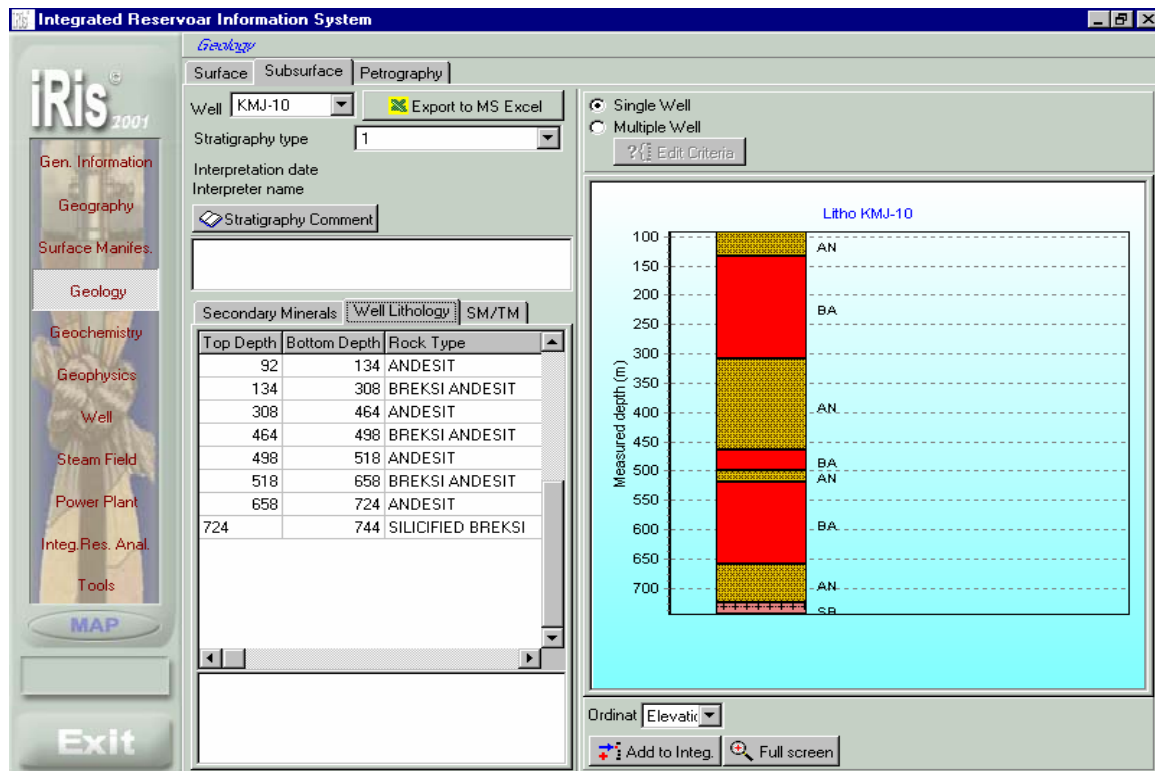 Integrated Reservoar Information System
iRis® 2001
Gen. Information
Geography
Surface Manifes.
Geology
Geochemistry
Geophysics
Well
Steam Field
Power Plant
Integ.Res. Anal.
Tools
MAP
Exit
Geology
Surface Subsurface Petrography
Well KMJ-10 Export to MS Excel
Stratigraphy type 1
Interpretation date
Interpreter name
Stratigraphy Comment
Secondary Minerals Well Lithology SM/TM
Top Depth Bottom Depth Rock Type
92 134 ANDESIT
134 308 BREKSI ANDESIT
308 464 ANDESIT
464 498 BREKSI ANDESIT
498 518 ANDESIT
518 658 BREKSI ANDESIT
658 724 ANDESIT
724 744 SILICIFIED BREKSI
Single Well
Multiple Well
?{ Edit Criteria
Litho KMJ-10
Measured depth (m)
100
150
200
250
300
350
400
450
500
550
600
650
700
AN
BA
AN
BA
AN
BA
AN
SB
Ordinat Elevatic
Add to Integ. Full screen